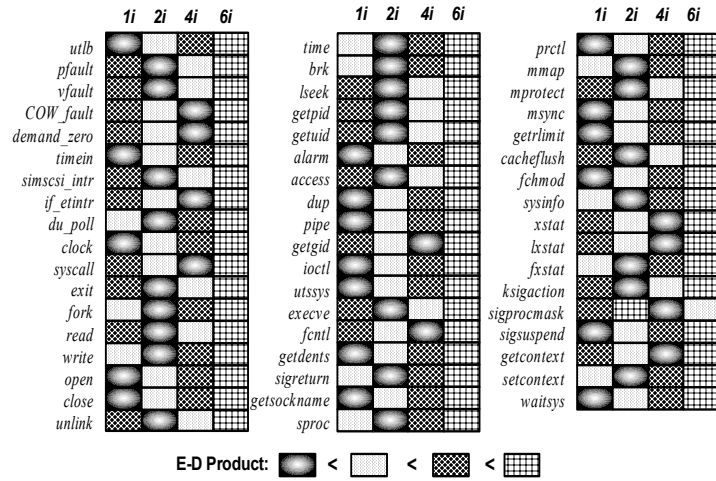 1i 2i 4i 6i
utlb
pfault
vfault
COW_fault
demand_zero
timein
simscsi_intr
if_etintr
du_poll
clock
syscall
exit
fork
read
write
open
close
unlink
1i 2i 4i 6i
time
brk
lseek
getpid
getuid
alarm
access
dup
pipe
getgid
ioctl
utssys
execve
fcntl
getdents
sigreturn
getsockname
sproc
1i 2i 4i 6i
prctl
mmap
mprotect
msync
getrlimit
cacheflush
fchmod
sysinfo
xstat
lxstat
fxstat
ksigaction
sigprocmask
sigsuspend
getcontext
setcontext
waitsys
E-D Product: < < <